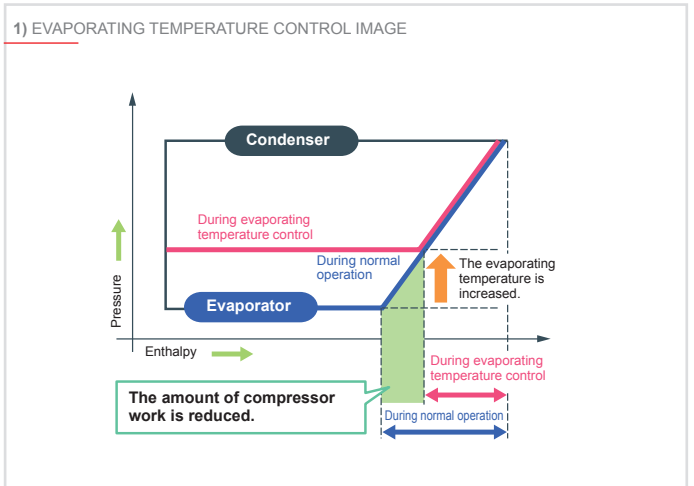 1) EVAPORATING TEMPERATURE CONTROL IMAGE
Condenser
During evaporating
temperature control
During normal
operation
The evaporating
temperature is
increased.
Pressure
Evaporator
Enthalpy
During evaporating
temperature control
The amount of compressor
work is reduced.
During normal operation